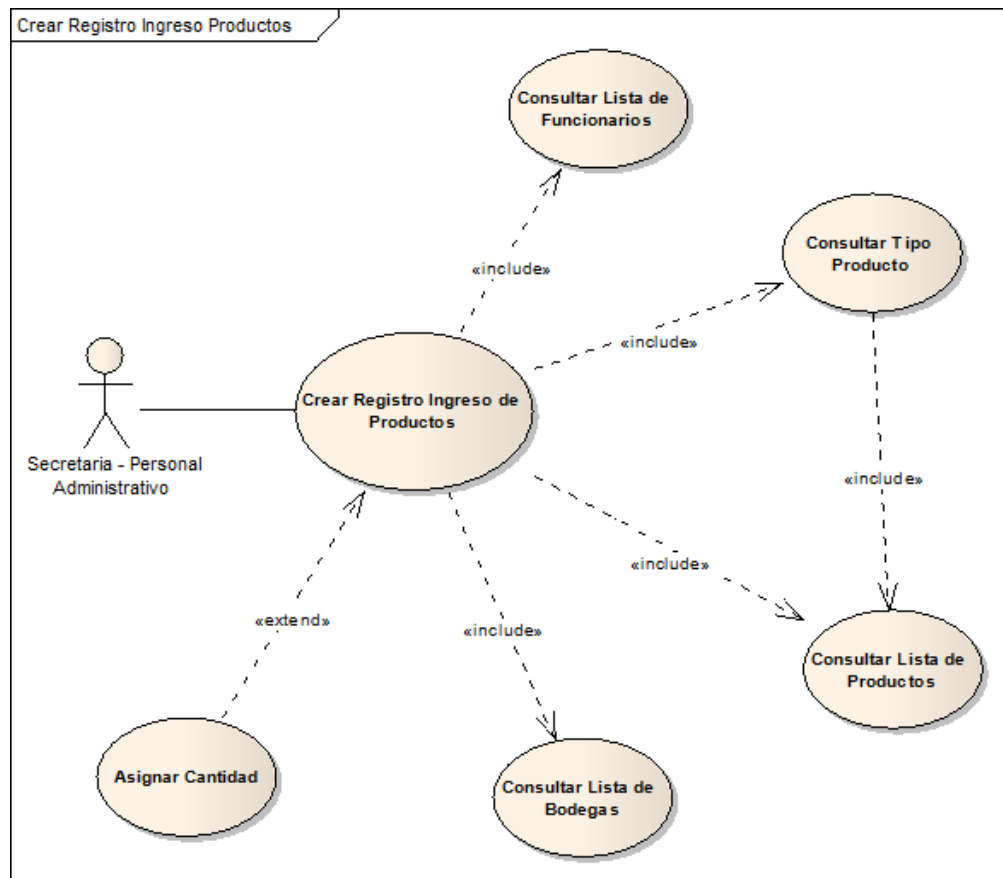 Crear Registro Ingreso Productos
Consultar Lista de
Funcionarios
Consultar Tipo
Producto
«include»
«include»
Crear Registro Ingreso de
Productos
Secretaria - Personal
Administrativo
«include»
«include»
«extend»
«include»
Consultar Lista de
Productos
Asignar Cantidad
Consultar Lista de
Bodegas